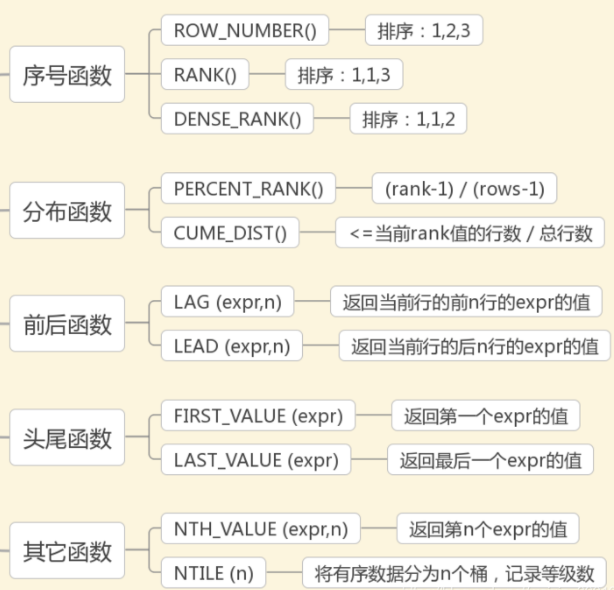 序号函数
ROW_NUMBER() 排序：1,2,3
RANK() 排序：1,1,3
DENSE_RANK() 排序：1,1,2
分布函数
PERCENT_RANK() (rank-1) / (rows-1)
CUME_DIST() <=当前rank值的行数 / 总行数
前后函数
LAG (expr,n) 返回当前行的前n行的expr的值
LEAD (expr,n) 返回当前行的后n行的expr的值
头尾函数
FIRST_VALUE (expr) 返回第一个expr的值
LAST_VALUE (expr) 返回最后一个expr的值
其它函数
NTH_VALUE (expr,n) 返回第n个expr的值
NTILE (n) 将有序数据分为n个桶，记录等级数